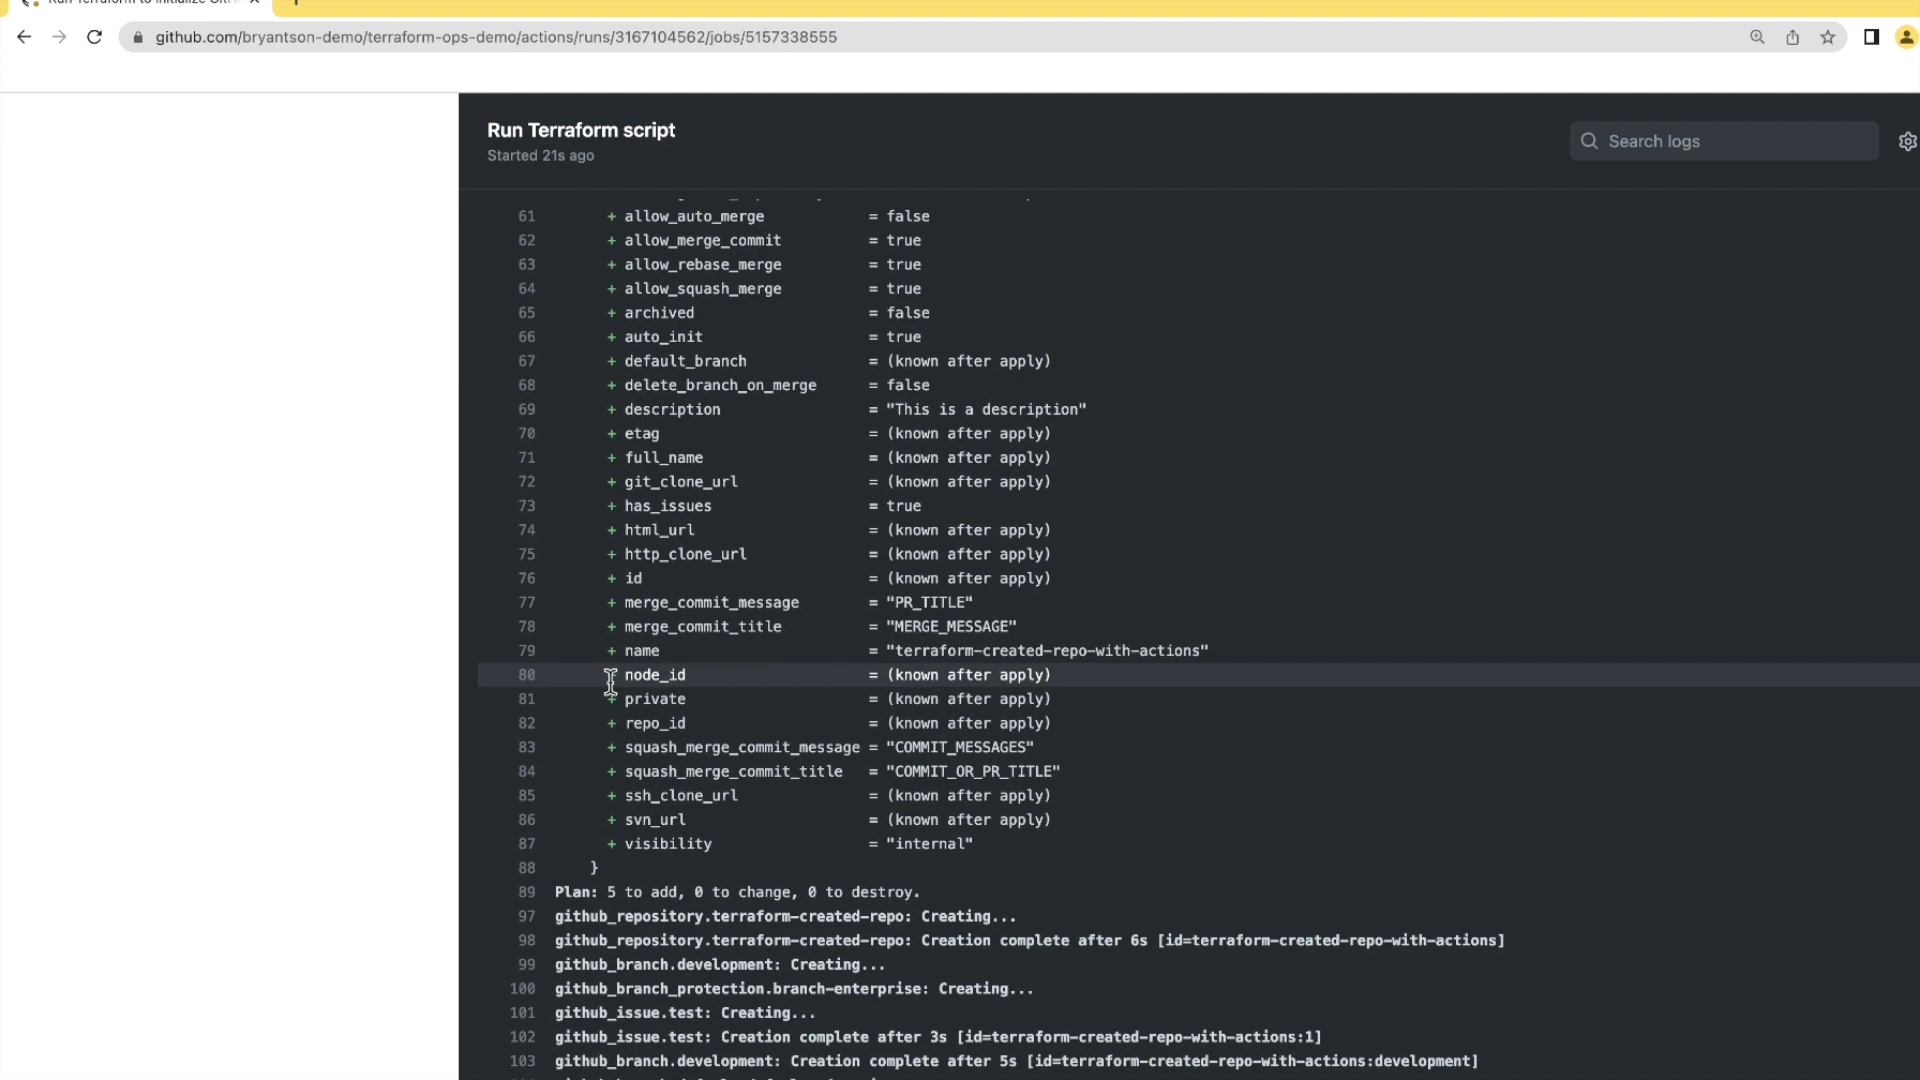 Run Terraform to initialize GitH
github.com/bryantson-demo/terraform-ops-demo/actions/runs/3167104562/jobs/5157338555
Run Terraform script
Started 21s ago
Search logs
61 + allow_auto_merge = false
62 + allow_merge_commit = true
63 + allow_rebase_merge = true
64 + allow_squash_merge = true
65 + archived = false
66 + auto_init = true
67 + default_branch = (known after apply)
68 + delete_branch_on_merge = false
69 + description = "This is a description"
70 + etag = (known after apply)
71 + full_name = (known after apply)
72 + git_clone_url = (known after apply)
73 + has_issues = true
74 + html_url = (known after apply)
75 + http_clone_url = (known after apply)
76 + id = (known after apply)
77 + merge_commit_message = "PR_TITLE"
78 + merge_commit_title = "MERGE_MESSAGE"
79 + name = "terraform-created-repo-with-actions"
80 + node_id = (known after apply)
81 + private = (known after apply)
82 + repo_id = (known after apply)
83 + squash_merge_commit_message = "COMMIT_MESSAGES"
84 + squash_merge_commit_title = "COMMIT_OR_PR_TITLE"
85 + ssh_clone_url = (known after apply)
86 + svn_url = (known after apply)
87 + visibility = "internal"
88 }
89 Plan: 5 to add, 0 to change, 0 to destroy.
97 github_repository.terraform-created-repo: Creating...
98 github_repository.terraform-created-repo: Creation complete after 6s [id=terraform-created-repo-with-actions]
99 github_branch.development: Creating...
100 github_branch_protection.branch-enterprise: Creating...
101 github_issue.test: Creating...
102 github_issue.test: Creation complete after 3s [id=terraform-created-repo-with-actions:1]
103 github_branch.development: Creation complete after 5s [id=terraform-created-repo-with-actions:development]